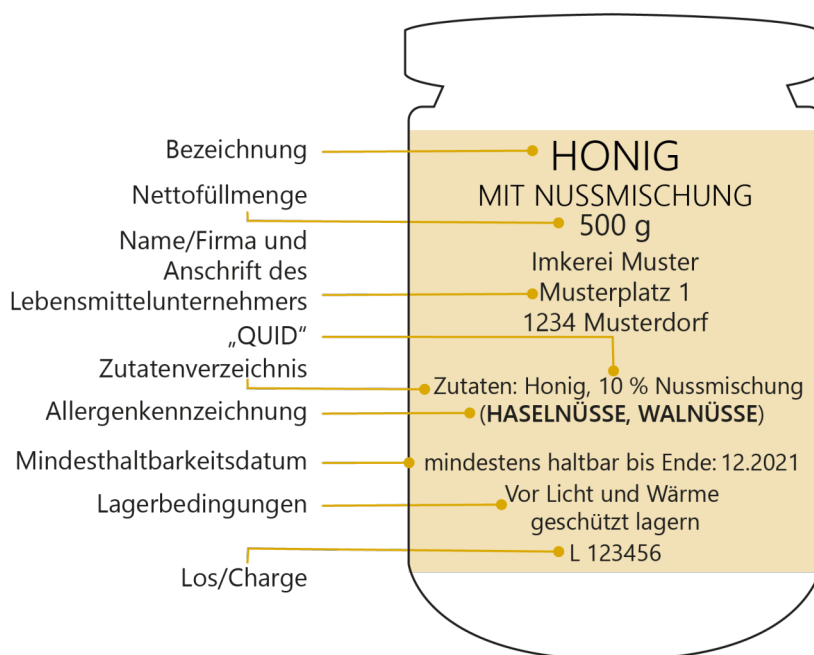 Bezeichnung
Nettofüllmenge
Name/Firma und
Anschrift des
Lebensmittelunternehmers
„QUID“
Zutatenverzeichnis
Allergenkennzeichnung
Mindesthaltbarkeitsdatum
Lagerbedingungen
Los/Charge
HONIG
MIT NUSSMISCHUNG
500 g
Imkerei Muster
Musterplatz 1
1234 Musterdorf
Zutaten: Honig, 10 % Nussmischung
(HASELNÜSSE, WALNÜSSE)
mindestens haltbar bis Ende: 12.2021
Vor Licht und Wärme
geschützt lagern
L 123456